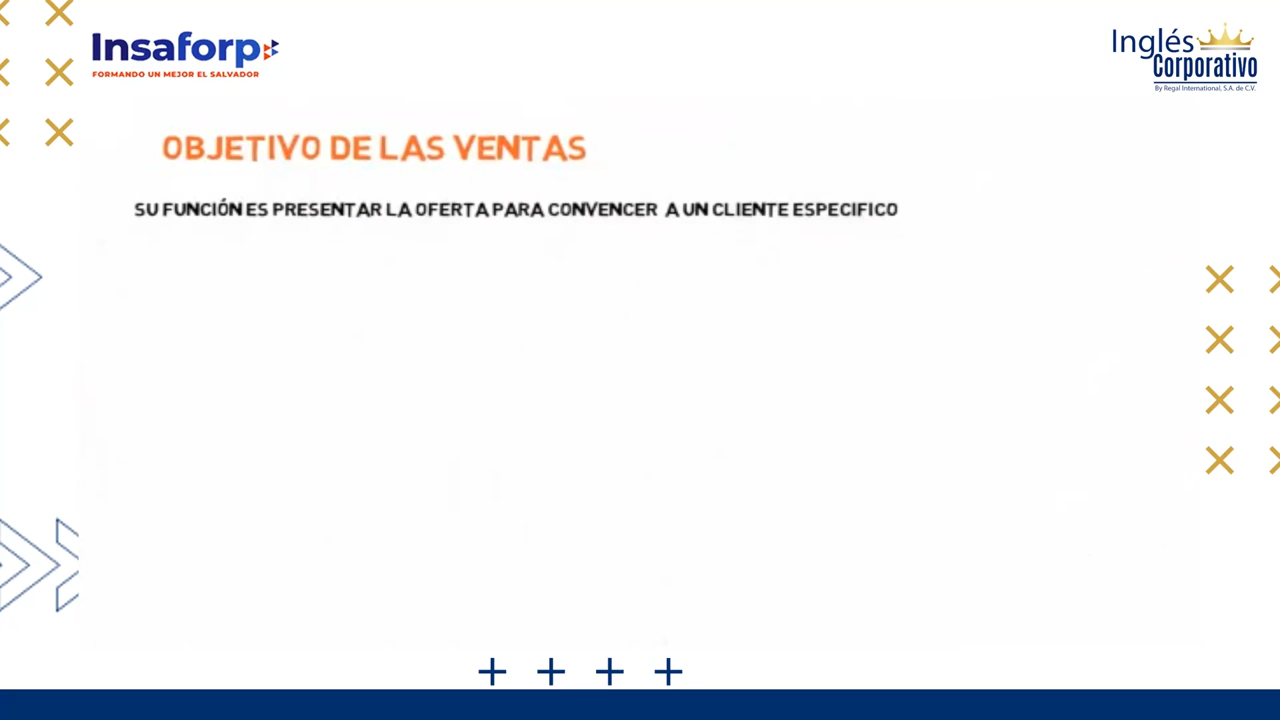 Insaforp
FORMANDO UN MEJOR EL SALVADOR
Inglés
Corporativo
By Regal International, S.A. de C.V.
OBJETIVO DE LAS VENTAS
SU FUNCIÓN ES PRESENTAR LA OFERTA PARA CONVENCER A UN CLIENTE ESPECIFICO